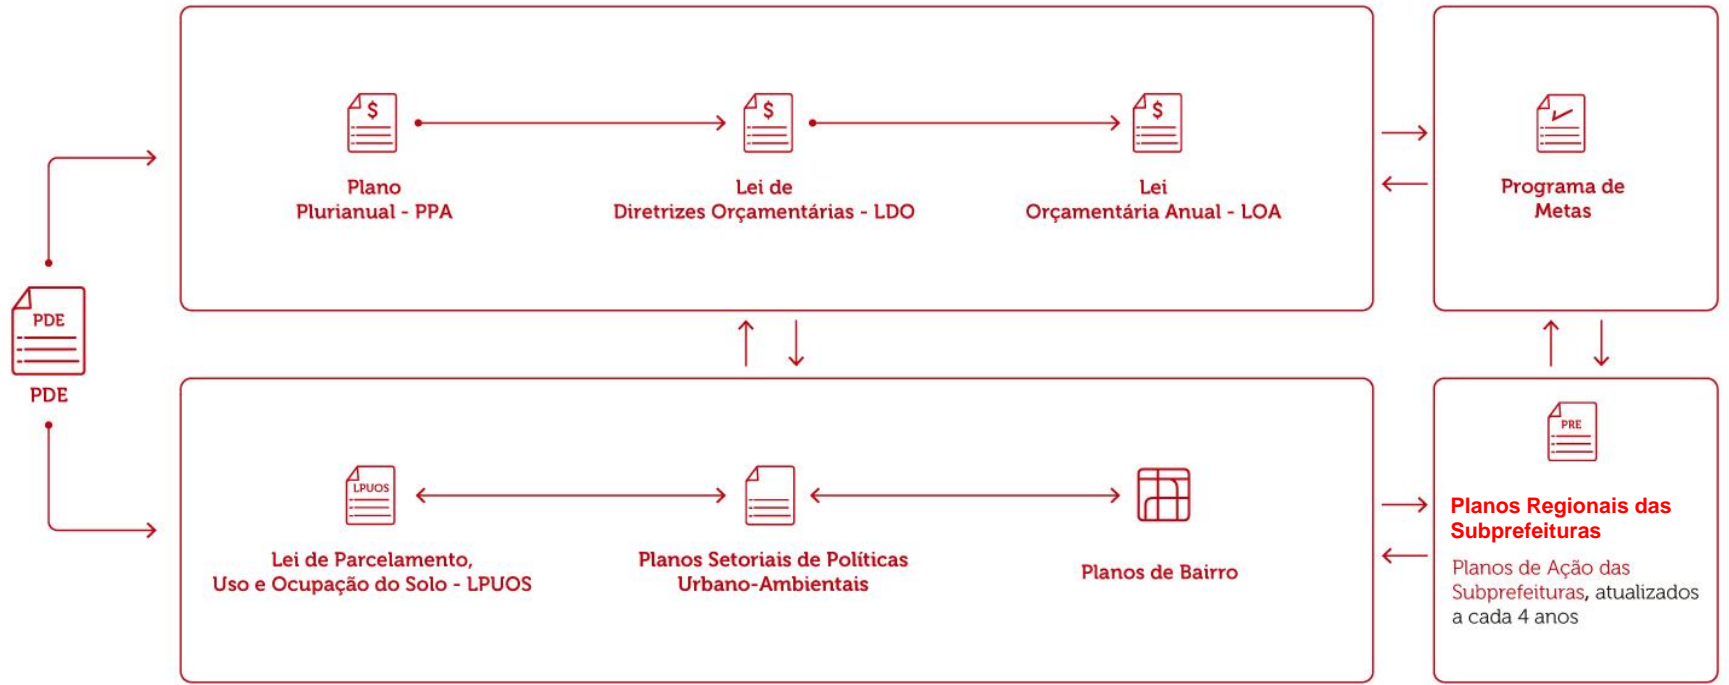 $
Plano
Plurianual - PPA
$
Lei de
Diretrizes Orçamentárias - LDO
$
Lei
Orçamentária Anual - LOA
Programa de
Metas
PDE
PDE
LPUOS
Lei de Parcelamento,
Uso e Ocupação do Solo - LPUOS
Planos Setoriais de Políticas
Urbano-Ambientais
Planos de Bairro
PRE
Planos Regionais das
Subprefeituras
Planos de Ação das
Subprefeituras, atualizados
a cada 4 anos